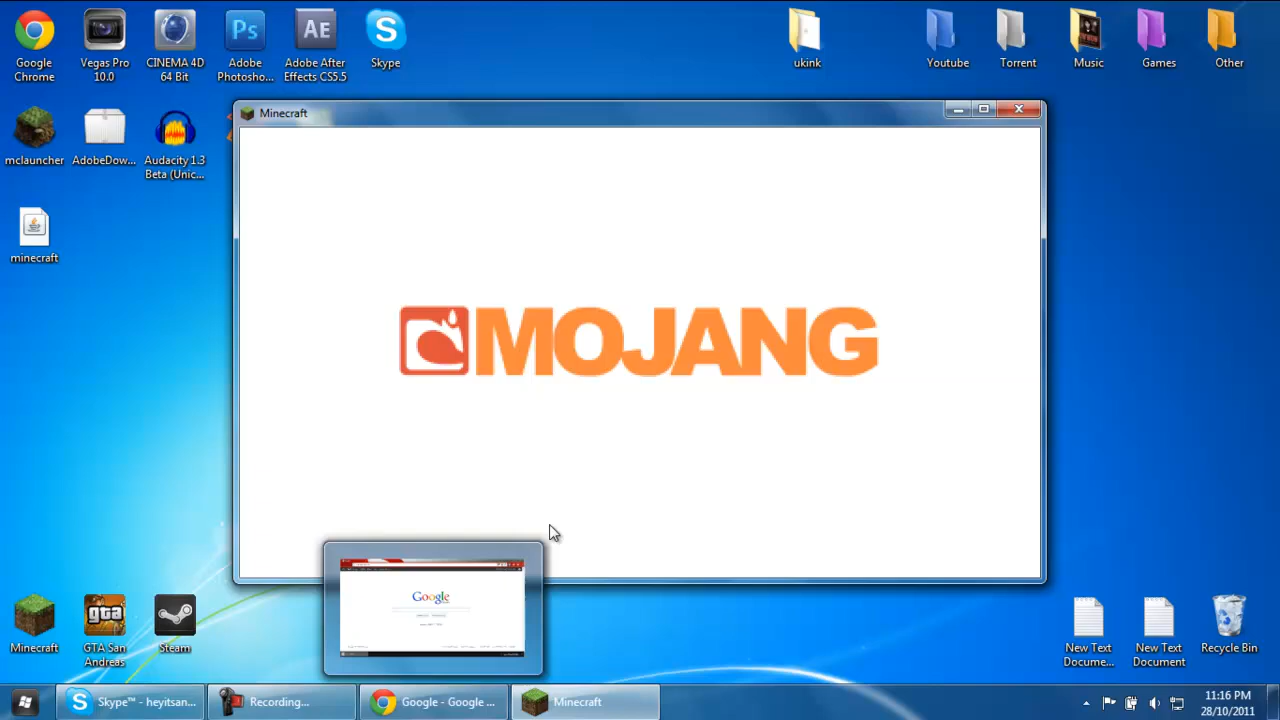 Google Chrome
Vegas Pro 10.0
CINEMA 4D 64 Bit
Ps
Adobe Photosho...
AE
Adobe After Effects CS5.5
Skype
ukink
Youtube
Torrent
Music
Games
Other
Minecraft
mclauncher
AdobeDow...
Audacity 1.3 Beta (Unic...
minecraft
MOJANG
Google
Minecraft
gta
GTA San Andreas
Steam
New Text Docume...
New Text Document
Recycle Bin
Skype™ - heyitsan...
Recording...
Google - Google ...
Minecraft
11:16 PM
28/10/2011